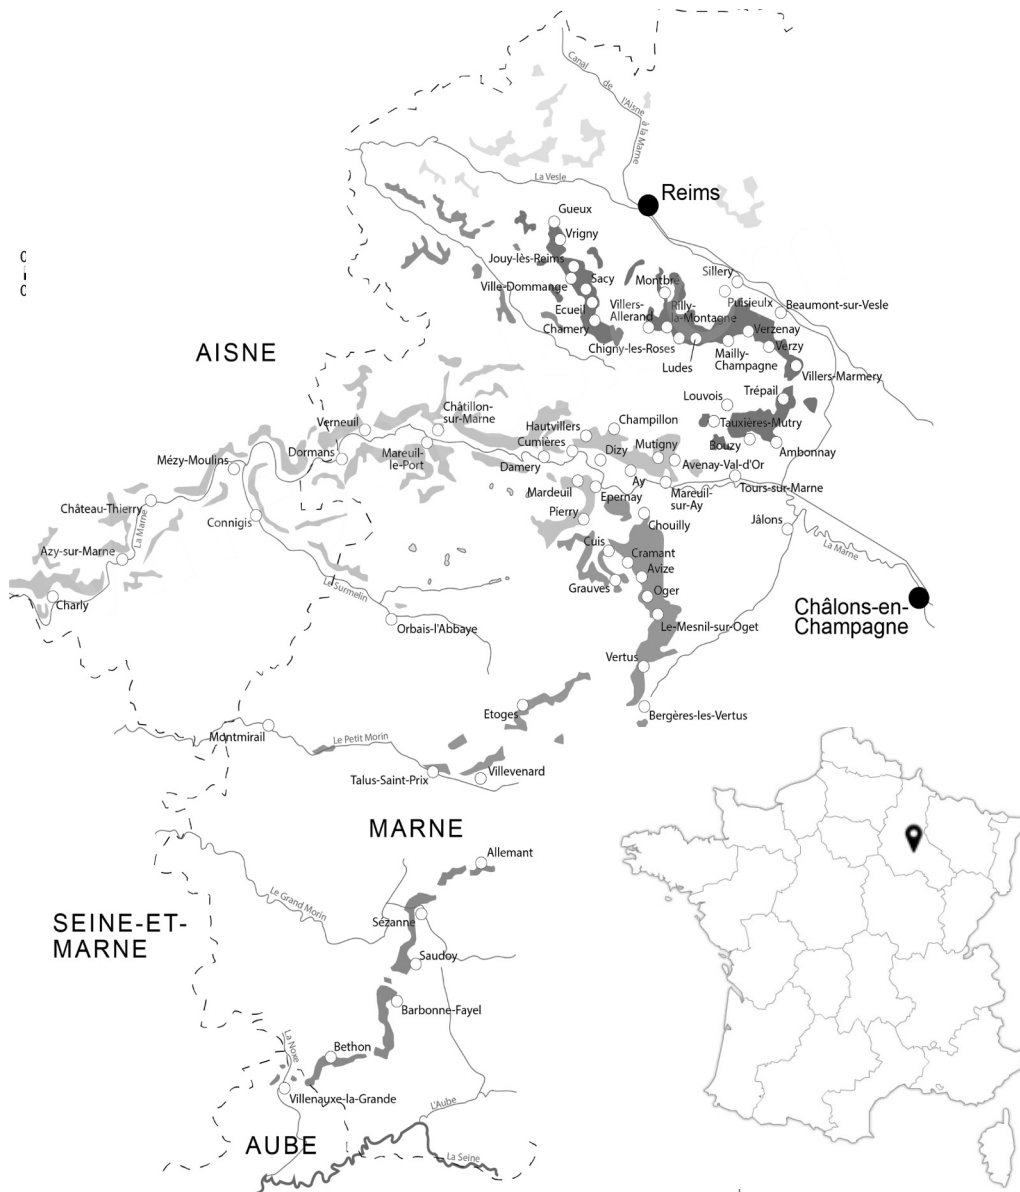 Canal
de
l'Aisne
à la Marne
La Vesle
Reims
Gueux
Vrigny
Jouy-lès-Reims
Sacy
Ville-Dommange
Ecueil
Chamery
Montbré
Sillery
Puisieulx
Beaumont-sur-Vesle
Villers-
Allerand
Rilly-
la-Montagne
Verzenay
Chigny-les-Roses
Ludes
Mailly-
Champagne
Verzy
Villers-Marmery
AISNE
Trépail
Louvois
Tauxières-Mutry
Bouzy
Ambonnay
Châtillon-
sur-Marne
Verneuil
Champillon
Hautvillers
Cumières
Dizy
Mutigny
Dormans
Mareuil-
le-Port
Damery
Avenay-Val-d'Or
Mézy-Moulins
Ay
Mareuil-
sur-Ay
Tours-sur-Marne
Mardeuil
Epernay
Château-Thierry
Pierry
Chouilly
Jâlons
La Marne
Connigis
La Marne
Azy-sur-Marne
Cuis
Cramant
Avize
Grauves
Oger
Charly
Le Surmelin
Châlons-en-
Champagne
Orbais-l'Abbaye
Le-Mesnil-sur-Oget
Vertus
Etoges
Bergères-les-Vertus
Montmirail
Le Petit Morin
Talus-Saint-Prix
Villevenard
MARNE
Allemant
Le Grand Morin
SEINE-ET-
MARNE
Sézanne
Saudoy
Barbonne-Fayel
La Noxe
Bethon
Villenauxe-la-Grande
L'Aube
AUBE
La Seine